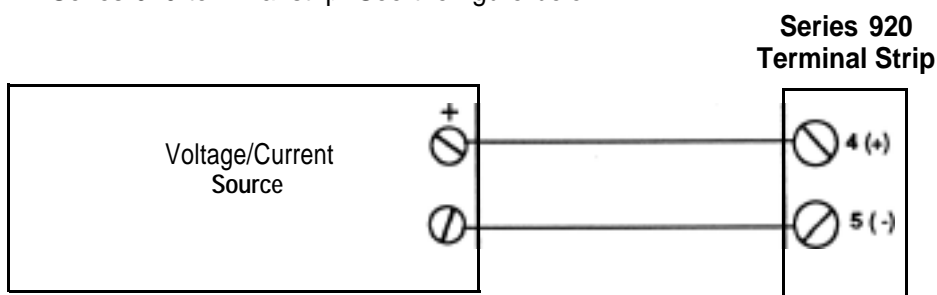 Series 920
Terminal Strip
+
Voltage/Current
Source
4 (+)
5 (-)